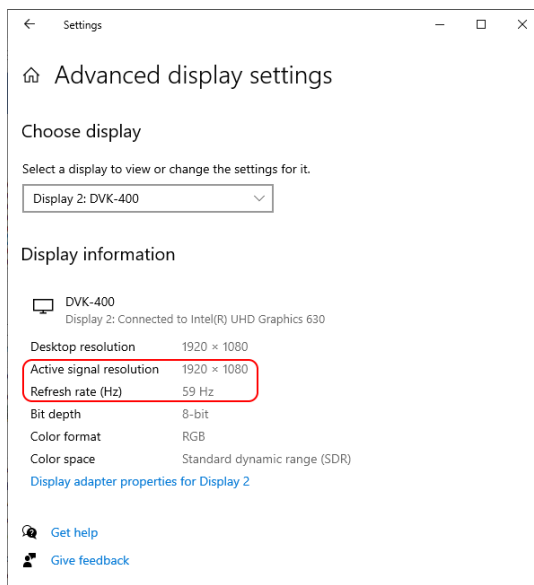 Settings
Advanced display settings
Choose display
Select a display to view or change the settings for it.
Display 2: DVK-400
Display information
DVK-400
Display 2: Connected to Intel(R) UHD Graphics 630
Desktop resolution 1920 × 1080
Active signal resolution 1920 × 1080
Refresh rate (Hz) 59 Hz
Bit depth 8-bit
Color format RGB
Color space Standard dynamic range (SDR)
Display adapter properties for Display 2
Get help
Give feedback